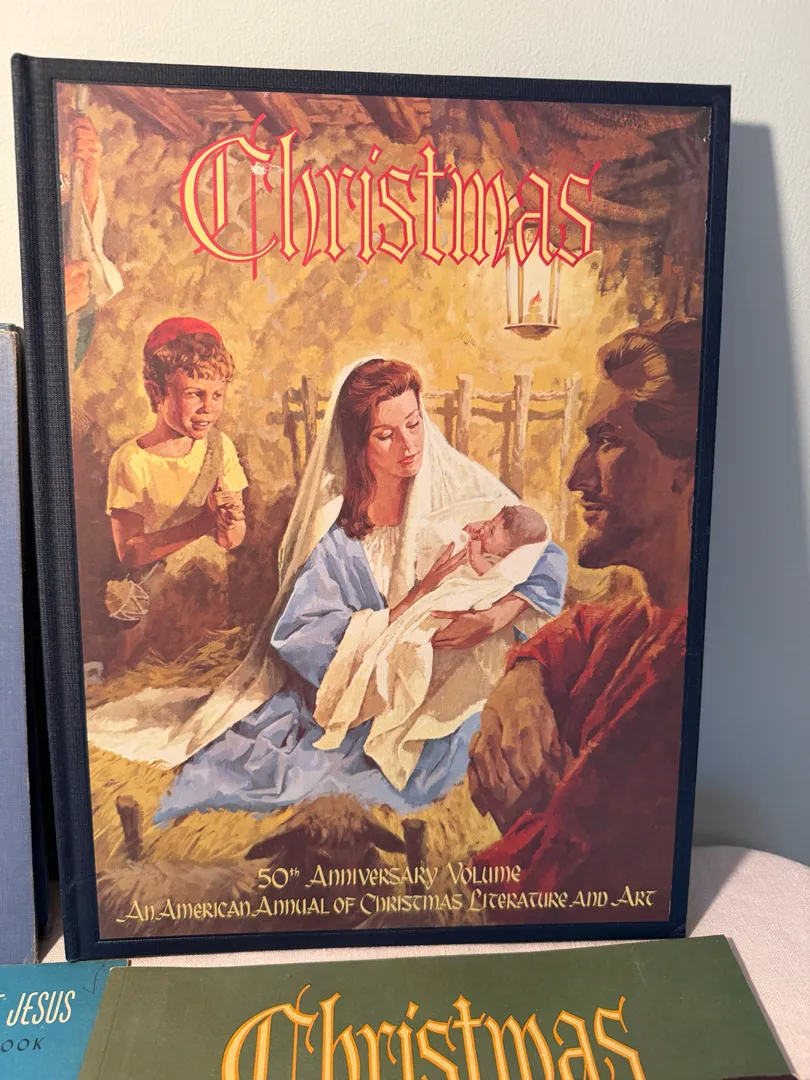 Christmas
®
50th Anniversary Volume
An American Annual of Christmas Literature and Art
JESUS
OOK
Christmas